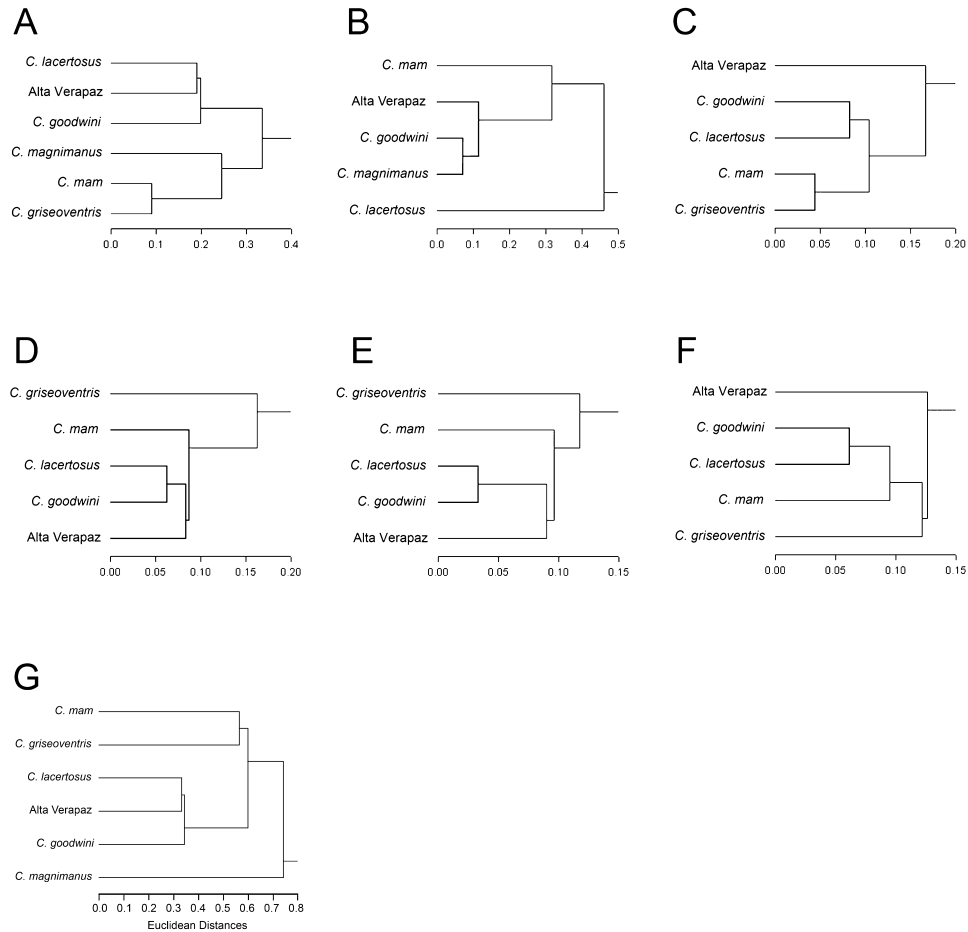 A
C. lacertosus
Alta Verapaz
C. goodwini
C. magnimanus
C. mam
C. griseoventris
0.0 0.1 0.2 0.3 0.4
B
C. mam
Alta Verapaz
C. goodwini
C. magnimanus
C. lacertosus
0.0 0.1 0.2 0.3 0.4 0.5
C
Alta Verapaz
C. goodwini
C. lacertosus
C. mam
C. griseoventris
0.00 0.05 0.10 0.15 0.20
D
C. griseoventris
C. mam
C. lacertosus
C. goodwini
Alta Verapaz
0.00 0.05 0.10 0.15 0.20
E
C. griseoventris
C. mam
C. lacertosus
C. goodwini
Alta Verapaz
0.00 0.05 0.10 0.15
F
Alta Verapaz
C. goodwini
C. lacertosus
C. mam
C. griseoventris
0.00 0.05 0.10 0.15
G
C. mam
C. griseoventris
C. lacertosus
Alta Verapaz
C. goodwini
C. magnimanus
0.0 0.1 0.2 0.3 0.4 0.5 0.6 0.7 0.8
Euclidean Distances